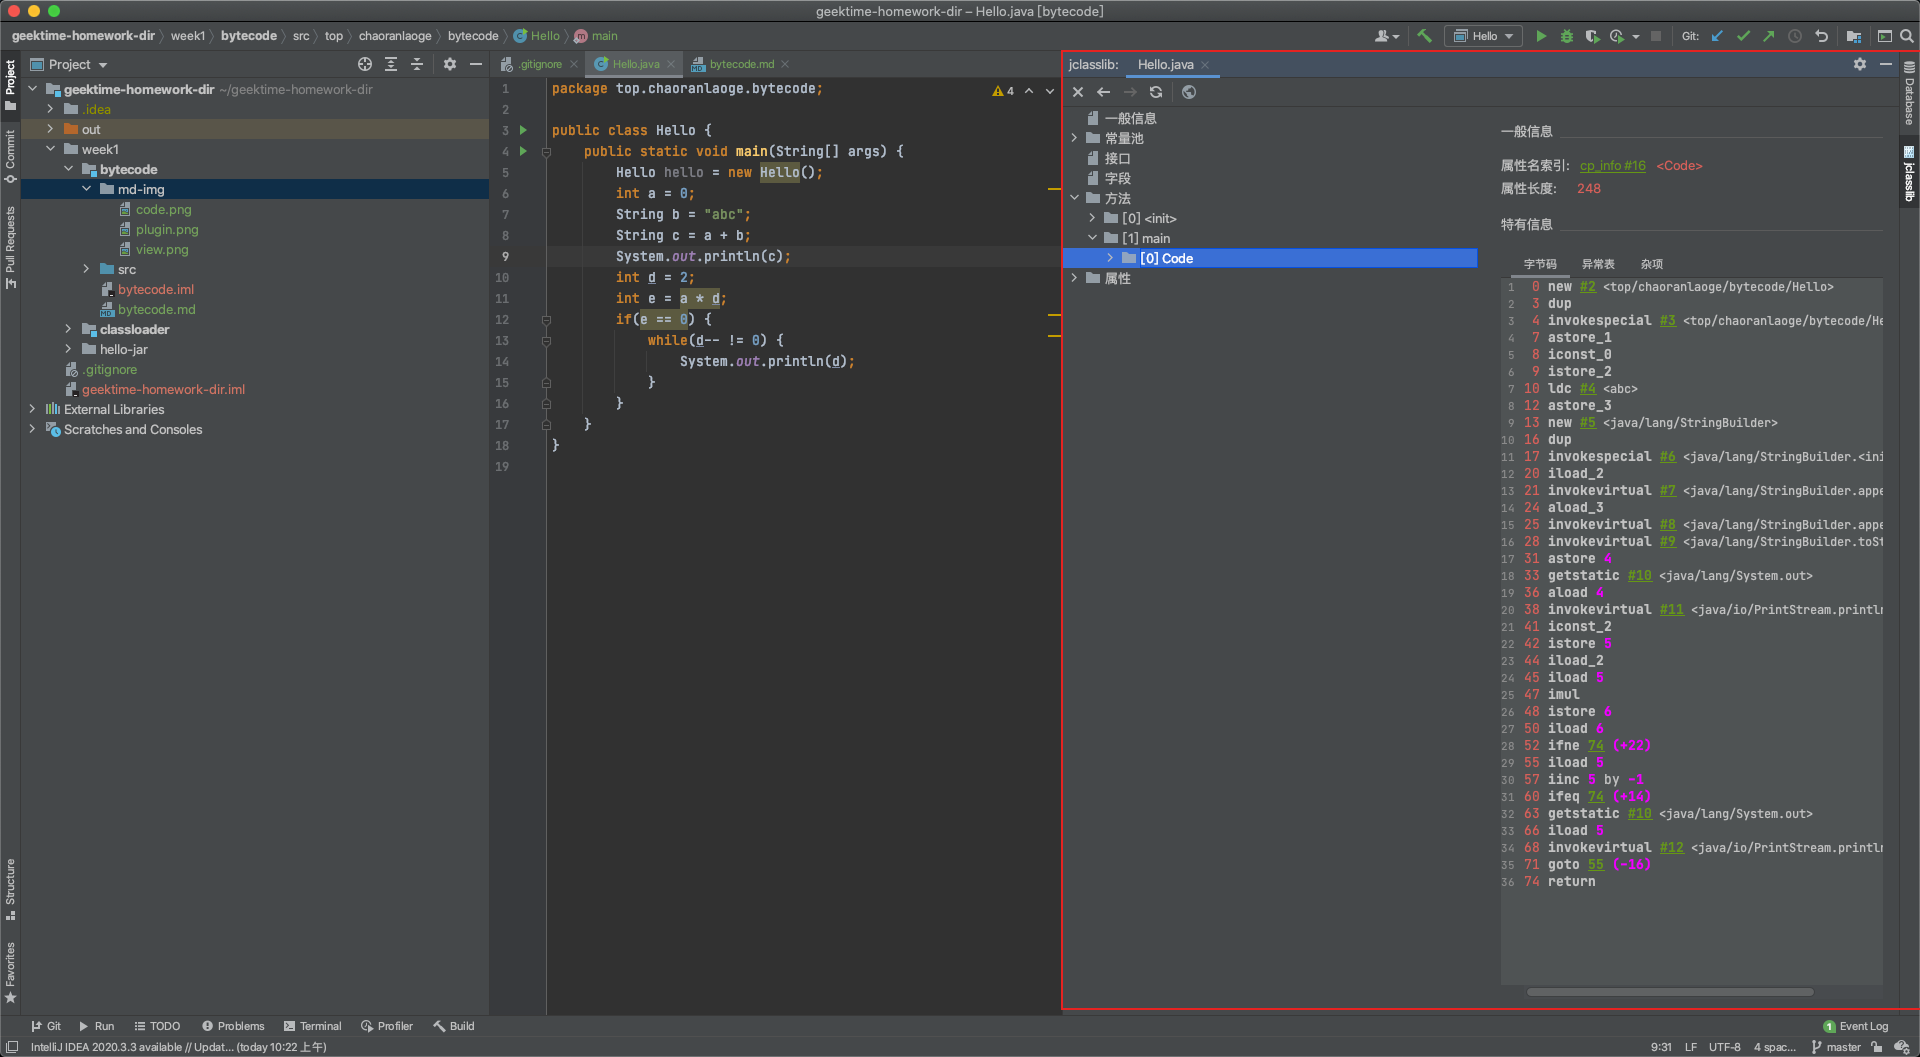 geektime-homework-dir – Hello.java [bytecode]
geektime-homework-dir week1 bytecode src top chaoranlaoge bytecode Hello main
Hello
Git:
Project
geektime-homework-dir ~/geektime-homework-dir
.idea
out
week1
bytecode
md-img
code.png
plugin.png
view.png
src
bytecode.iml
bytecode.md
classloader
hello-jar
.gitignore
geektime-homework-dir.iml
External Libraries
Scratches and Consoles
Project
Commit
Pull Requests
Structure
Favorites
.gitignore Hello.java bytecode.md
4
1 package top.chaoranlaoge.bytecode;
2
3 public class Hello {
4 public static void main(String[] args) {
5 Hello hello = new Hello();
6 int a = 0;
7 String b = "abc";
8 String c = a + b;
9 System.out.println(c);
10 int d = 2;
11 int e = a * d;
12 if(e == 0) {
13 while(d-- != 0) {
14 System.out.println(d);
15 }
16 }
17 }
18 }
19
jclasslib: Hello.java
一般信息
常量池
接口
字段
方法
[0] <init>
[1] main
[0] Code
属性
一般信息
属性名索引: cp_info #16 <Code>
属性长度: 248
特有信息
字节码 异常表 杂项
1 0 new #2 <top/chaoranlaoge/bytecode/Hello>
2 3 dup
3 4 invokespecial #3 <top/chaoranlaoge/bytecode/He
4 7 astore_1
5 8 iconst_0
6 9 istore_2
7 10 ldc #4 <abc>
8 12 astore_3
9 13 new #5 <java/lang/StringBuilder>
10 16 dup
11 17 invokespecial #6 <java/lang/StringBuilder.<ini
12 20 iload_2
13 21 invokevirtual #7 <java/lang/StringBuilder.appe
14 24 aload_3
15 25 invokevirtual #8 <java/lang/StringBuilder.appe
16 28 invokevirtual #9 <java/lang/StringBuilder.toSt
17 31 astore 4
18 33 getstatic #10 <java/lang/System.out>
19 36 aload 4
20 38 invokevirtual #11 <java/io/PrintStream.println
21 41 iconst_2
22 42 istore 5
23 44 iload_2
24 45 iload 5
25 47 imul
26 48 istore 6
27 50 iload 6
28 52 ifne 74 (+22)
29 55 iload 5
30 57 iinc 5 by -1
31 60 ifeq 74 (+14)
32 63 getstatic #10 <java/lang/System.out>
33 66 iload 5
34 68 invokevirtual #12 <java/io/PrintStream.println
35 71 goto 55 (-16)
36 74 return
Database
jclasslib
Git Run TODO Problems Terminal Profiler Build
1 Event Log
IntelliJ IDEA 2020.3.3 available // Updat... (today 10:22 上午)
9:31 LF UTF-8 4 spac... master